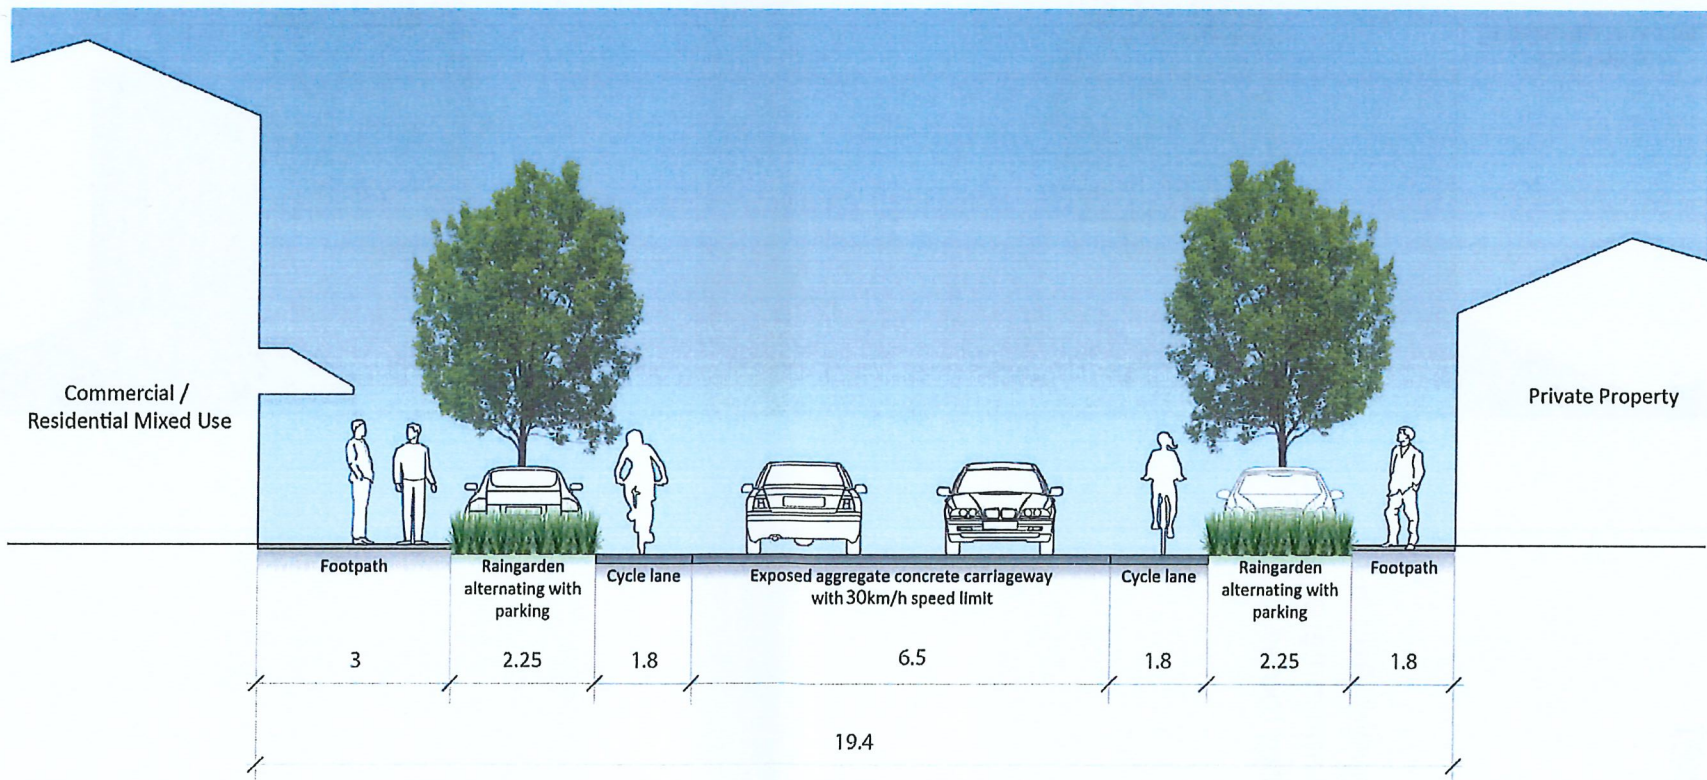 Commercial /
Residential Mixed Use
Private Property
Footpath
Raingarden
alternating with
parking
Cycle lane
Exposed aggregate concrete carriageway
with 30km/h speed limit
Cycle lane
Raingarden
alternating with
parking
Footpath
3
2.25
1.8
6.5
1.8
2.25
1.8
19.4